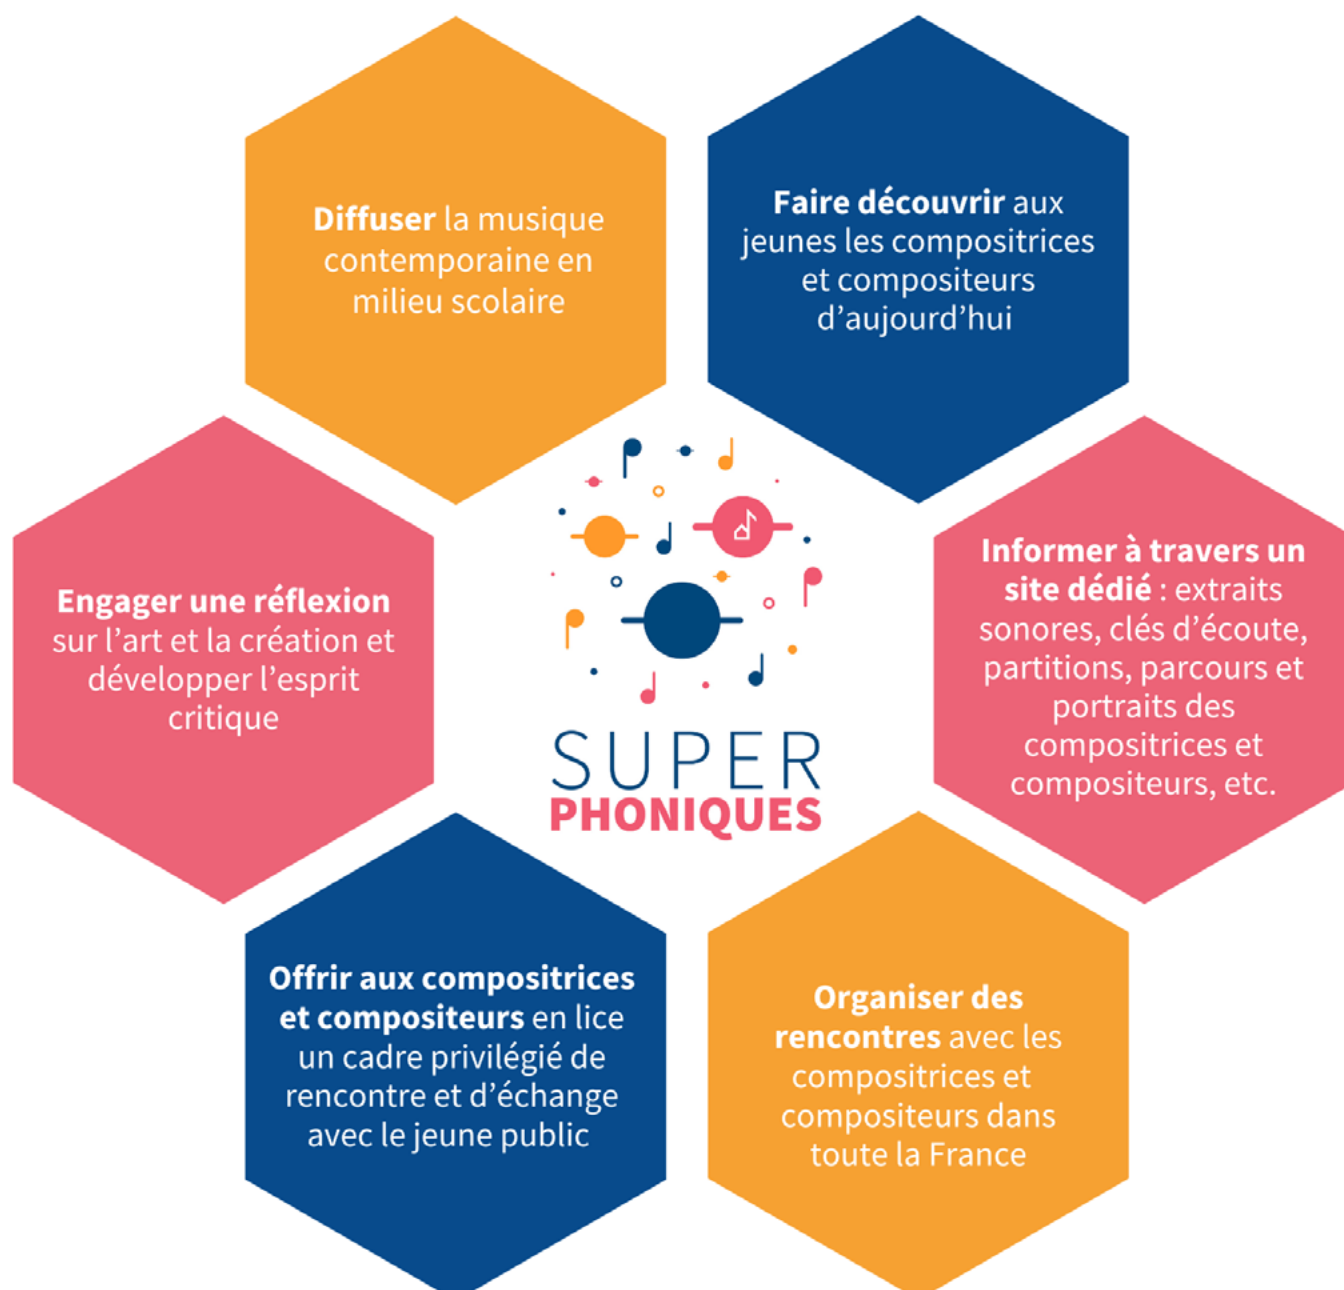 Diffuser la musique
contemporaine en
milieu scolaire
Faire découvrir aux
jeunes les compositrices
et compositeurs
d’aujourd’hui
Engager une réflexion
sur l’art et la création et
développer l’esprit
critique
SUPER
PHONIQUES
Informer à travers un
site dédié : extraits
sonores, clés d’écoute,
partitions, parcours et
portraits des
compositrices et
compositeurs, etc.
Offrir aux compositrices
et compositeurs en lice
un cadre privilégié de
rencontre et d’échange
avec le jeune public
Organiser des
rencontres avec les
compositrices et
compositeurs dans
toute la France